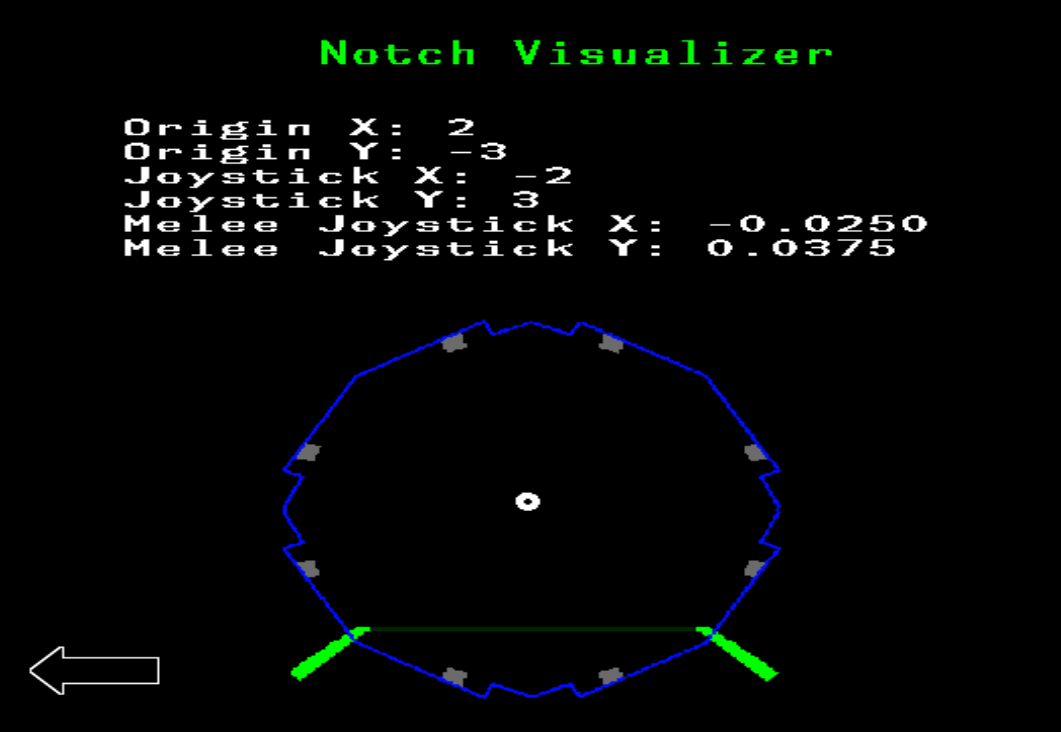 Notch Visualizer
Origin X: 2
Origin Y: -3
Joystick X: -2
Joystick Y: 3
Melee Joystick X: -0.0250
Melee Joystick Y: 0.0375